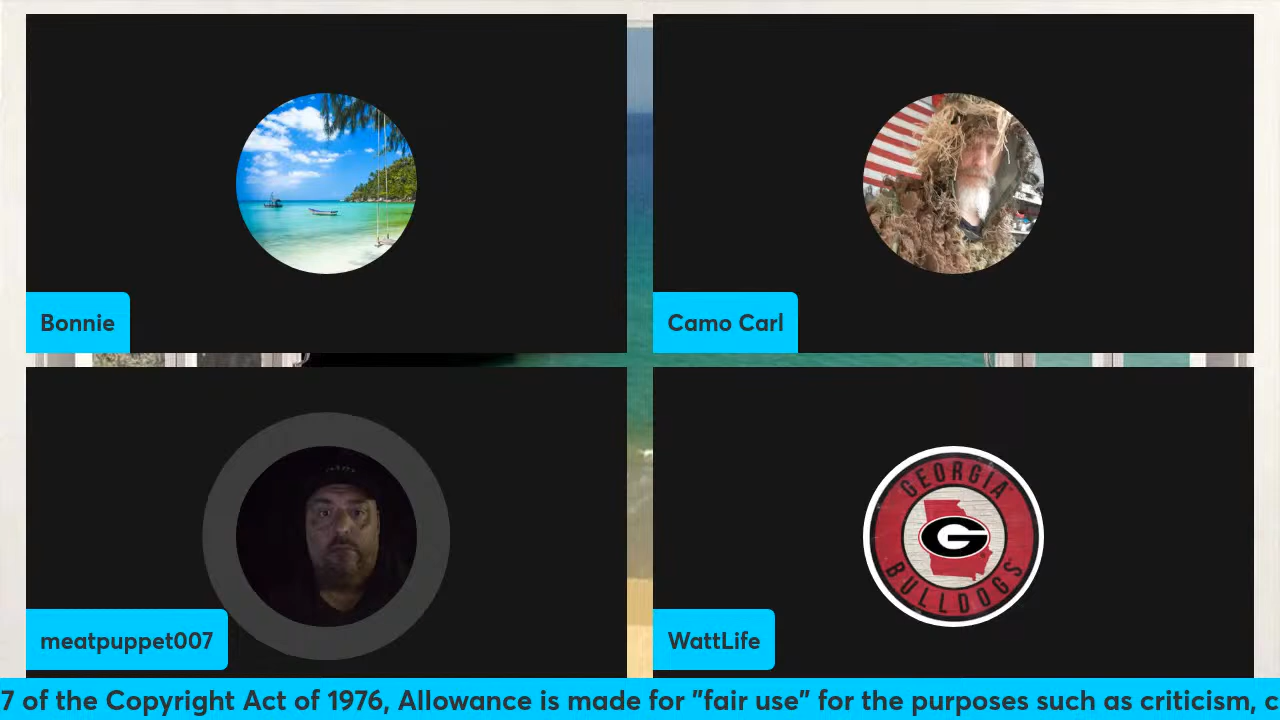 Bonnie
Camo Carl
GEORGIA
G
BULLDOGS
meatpuppet007
WattLife
7 of the Copyright Act of 1976, Allowance is made for "fair use" for the purposes such as criticism, c